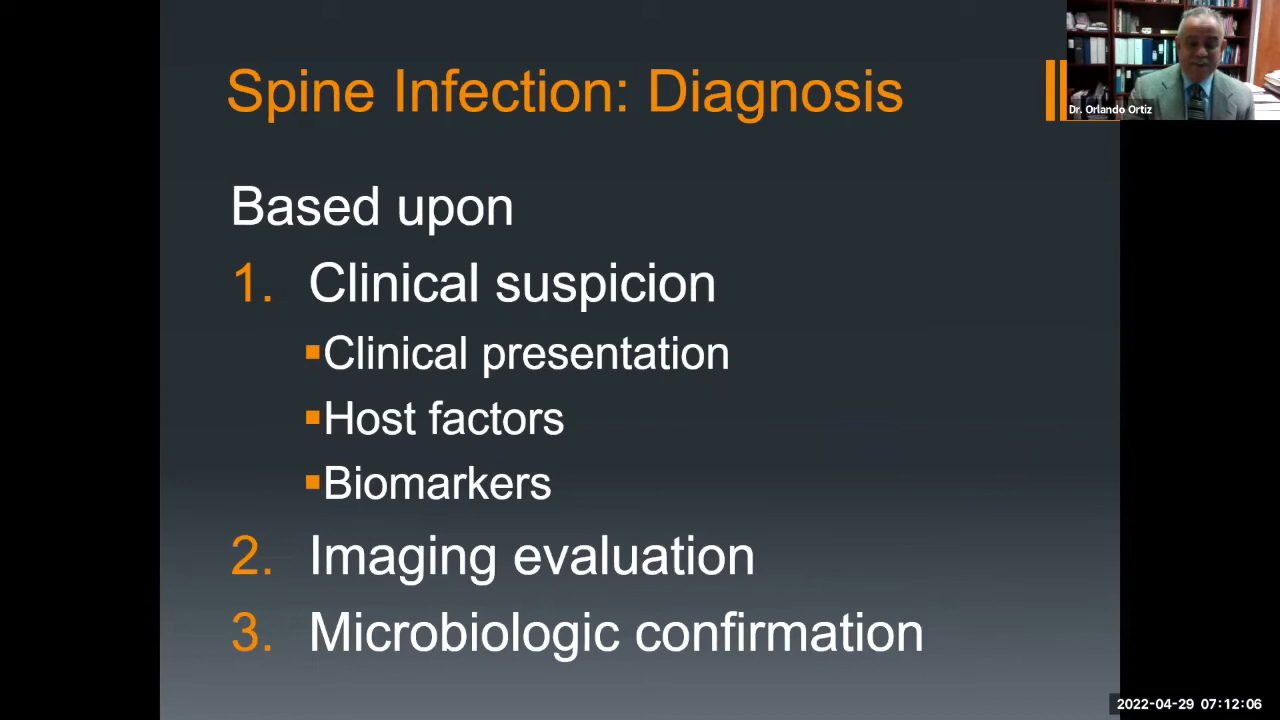 Spine Infection: Diagnosis
Dr. Orlando Ortiz
Based upon
1. Clinical suspicion
▪Clinical presentation
▪Host factors
▪Biomarkers
2. Imaging evaluation
3. Microbiologic confirmation
2022-04-29 07:12:06